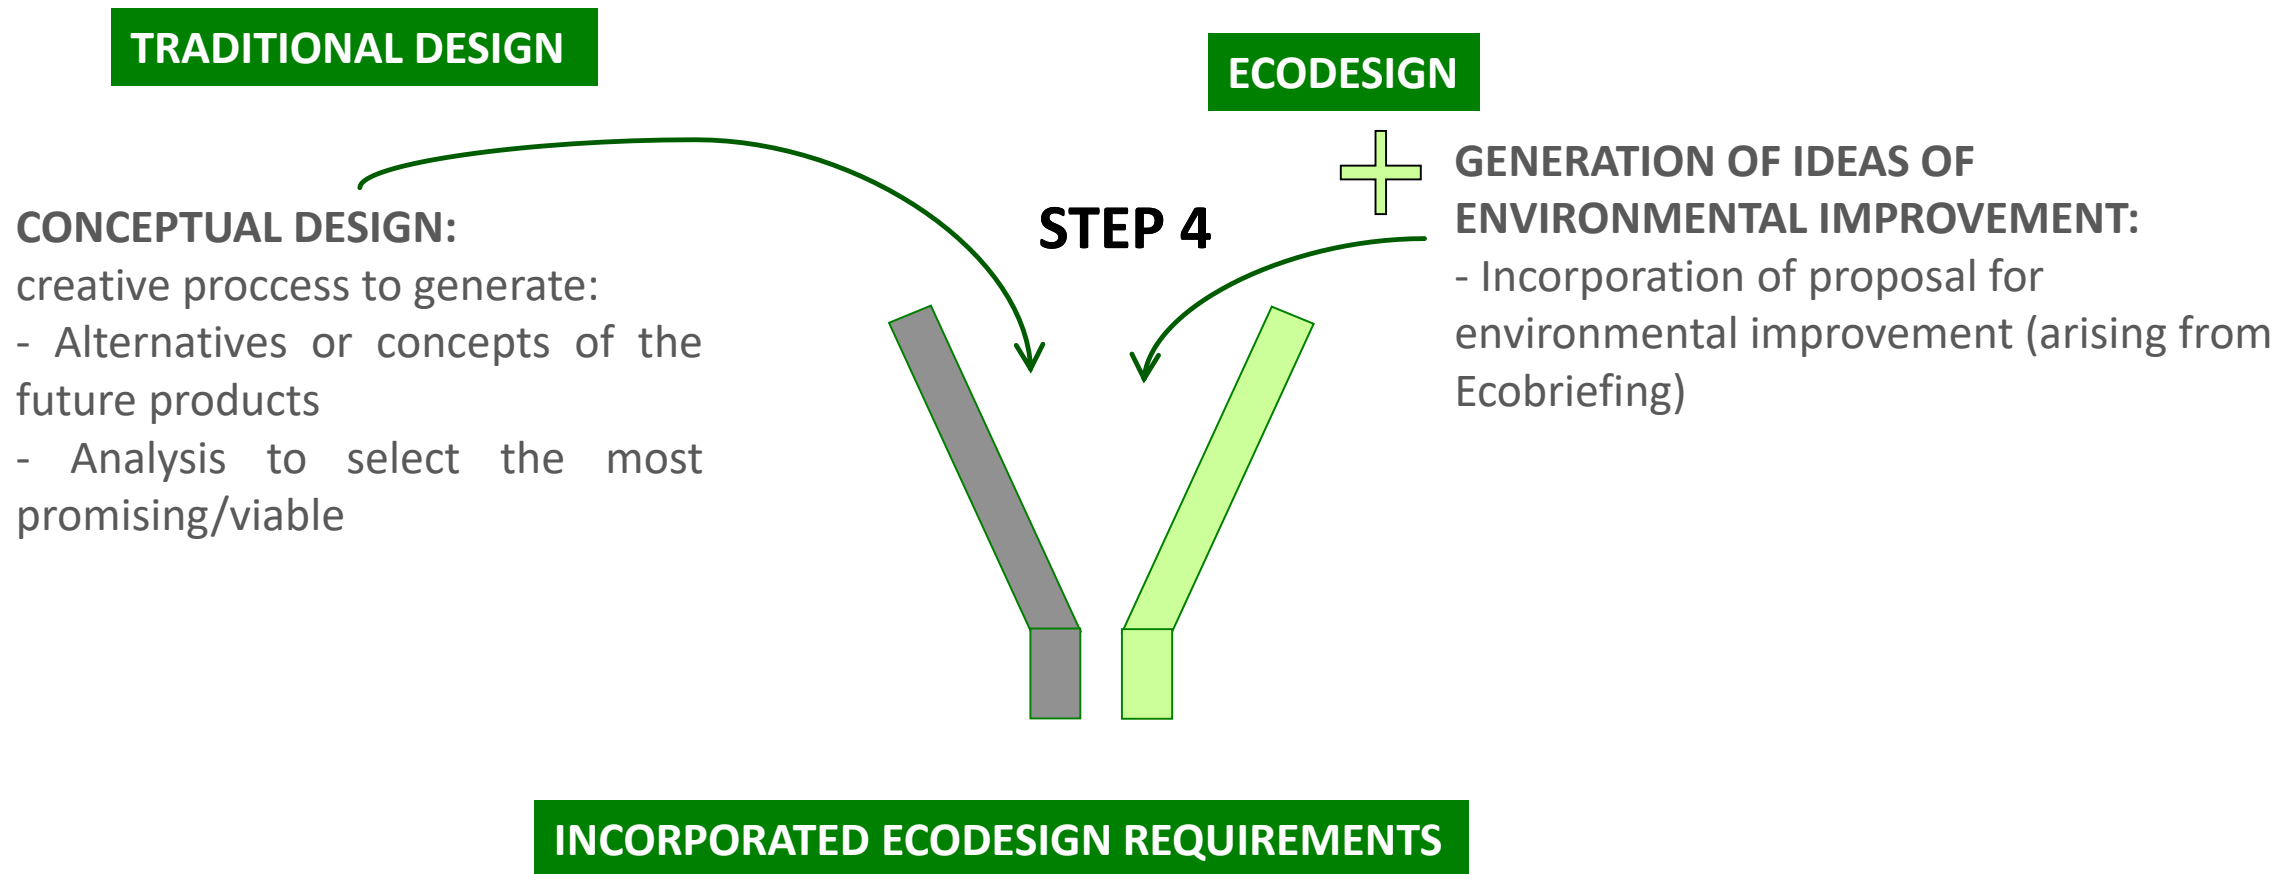 TRADITIONAL DESIGN
ECODESIGN
CONCEPTUAL DESIGN:
creative proccess to generate:
- Alternatives or concepts of the
future products
- Analysis to select the most
promising/viable
STEP 4
GENERATION OF IDEAS OF
ENVIRONMENTAL IMPROVEMENT:
- Incorporation of proposal for
environmental improvement (arising from
Ecobriefing)
INCORPORATED ECODESIGN REQUIREMENTS